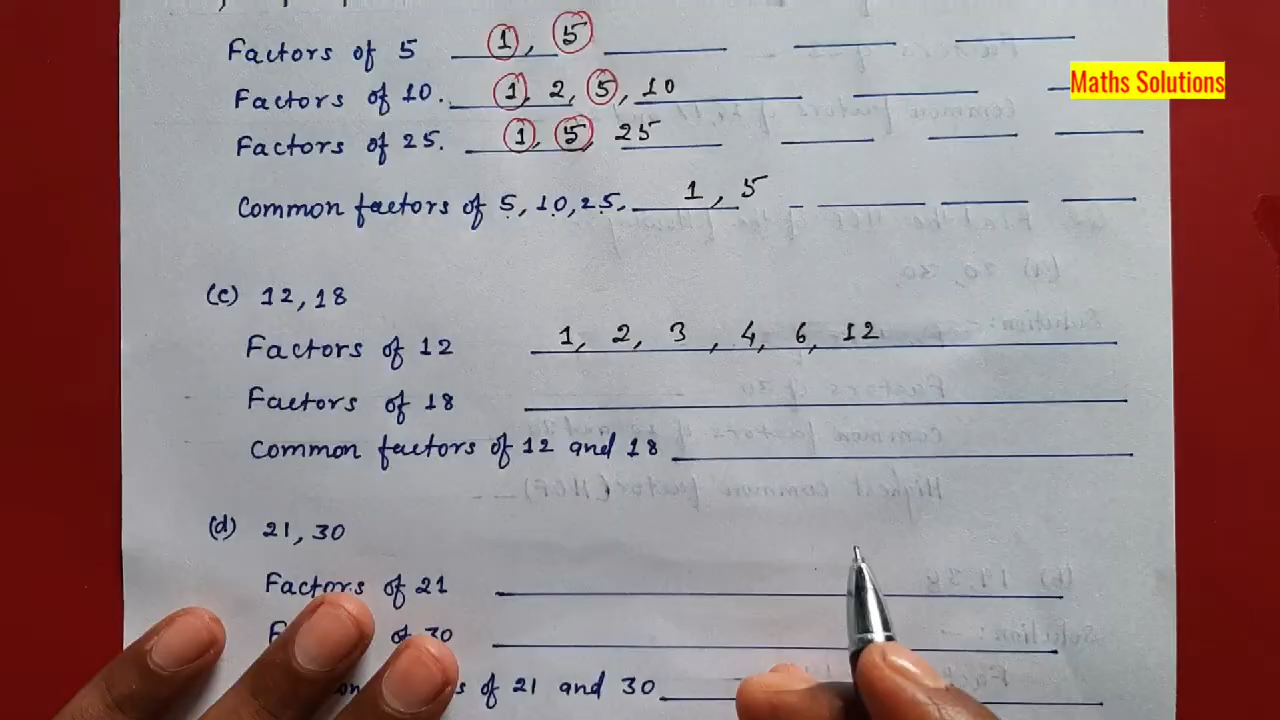 Factors of 5 1, 5
Factors of 10. 1, 2, 5, 10
Maths Solutions
Factors of 25. 1, 5, 25
Common factors of 5, 10, 25. 1, 5
(c) 12, 18
Factors of 12 1, 2, 3, 4, 6, 12
Factors of 18
Common factors of 12 and 18
(d) 21, 30
Factors of 21
of 30
of 21 and 30